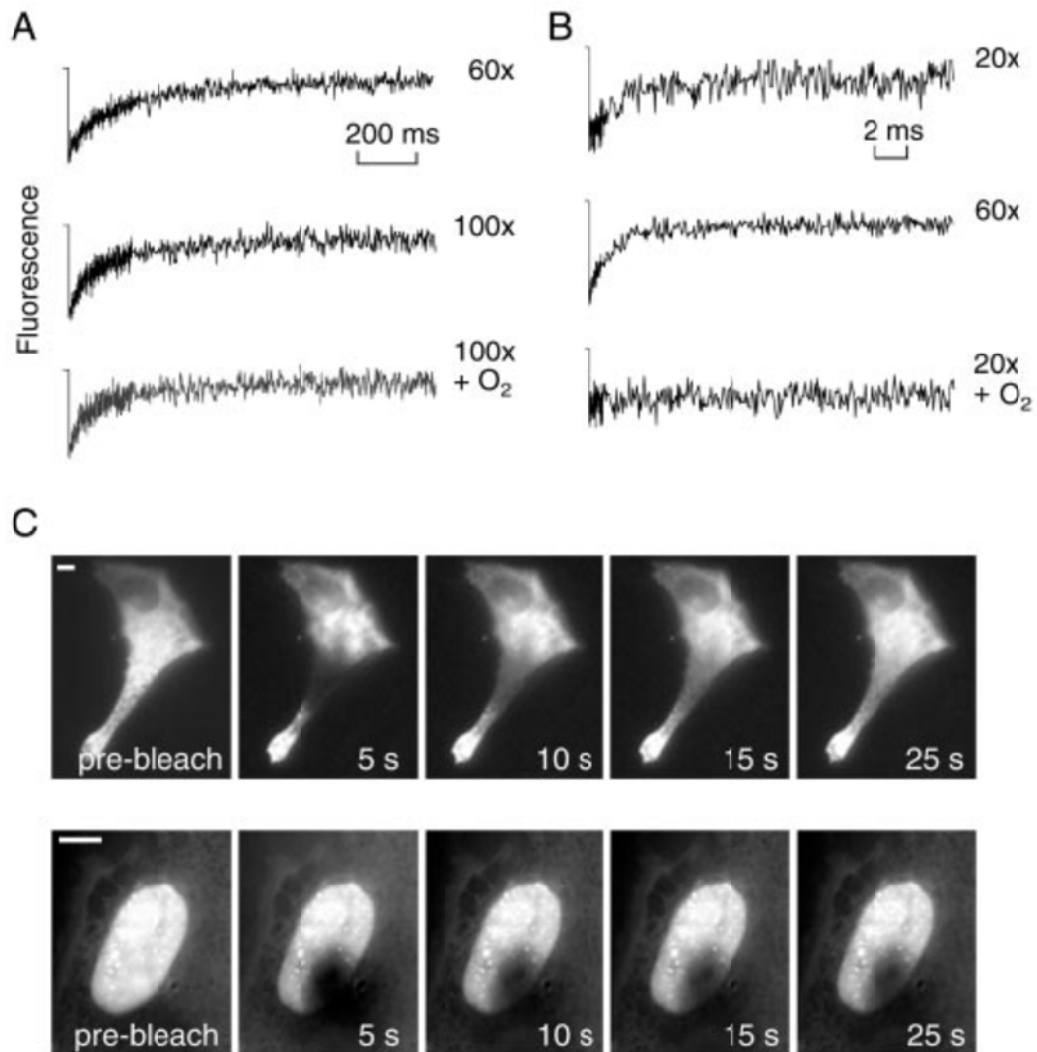 A
60x
200 ms
100x
100x
+ O₂
Fluorescence
B
20x
2 ms
60x
20x
+ O₂
C
pre-bleach
5 s
10 s
15 s
25 s
pre-bleach
5 s
10 s
15 s
25 s